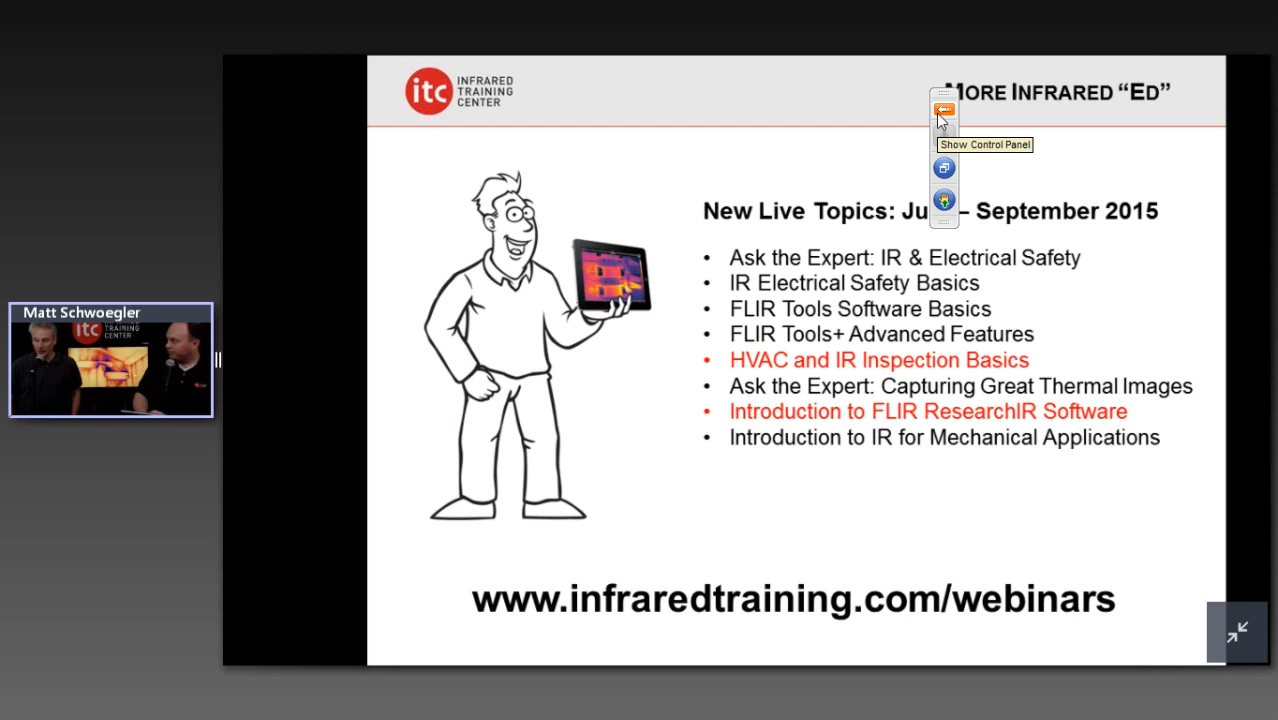 itc INFRARED
TRAINING
CENTER
MORE INFRARED “ED”
Show Control Panel
New Live Topics: Ju – September 2015
• Ask the Expert: IR & Electrical Safety
• IR Electrical Safety Basics
• FLIR Tools Software Basics
• FLIR Tools+ Advanced Features
• HVAC and IR Inspection Basics
• Ask the Expert: Capturing Great Thermal Images
• Introduction to FLIR ResearchIR Software
• Introduction to IR for Mechanical Applications
www.infraredtraining.com/webinars
Matt Schwoegler
itc
TRAINING
CENTER